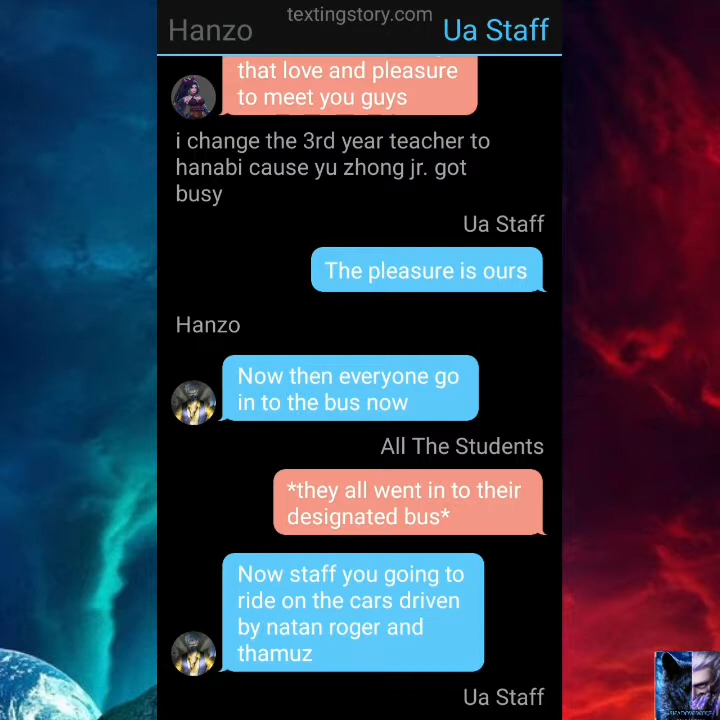 textingstory.com
Hanzo
Ua Staff
that love and pleasure
to meet you guys
i change the 3rd year teacher to
hanabi cause yu zhong jr. got
busy
Ua Staff
The pleasure is ours
Hanzo
Now then everyone go
in to the bus now
All The Students
*they all went in to their
designated bus*
Now staff you going to
ride on the cars driven
by natan roger and
thamuz
Ua Staff